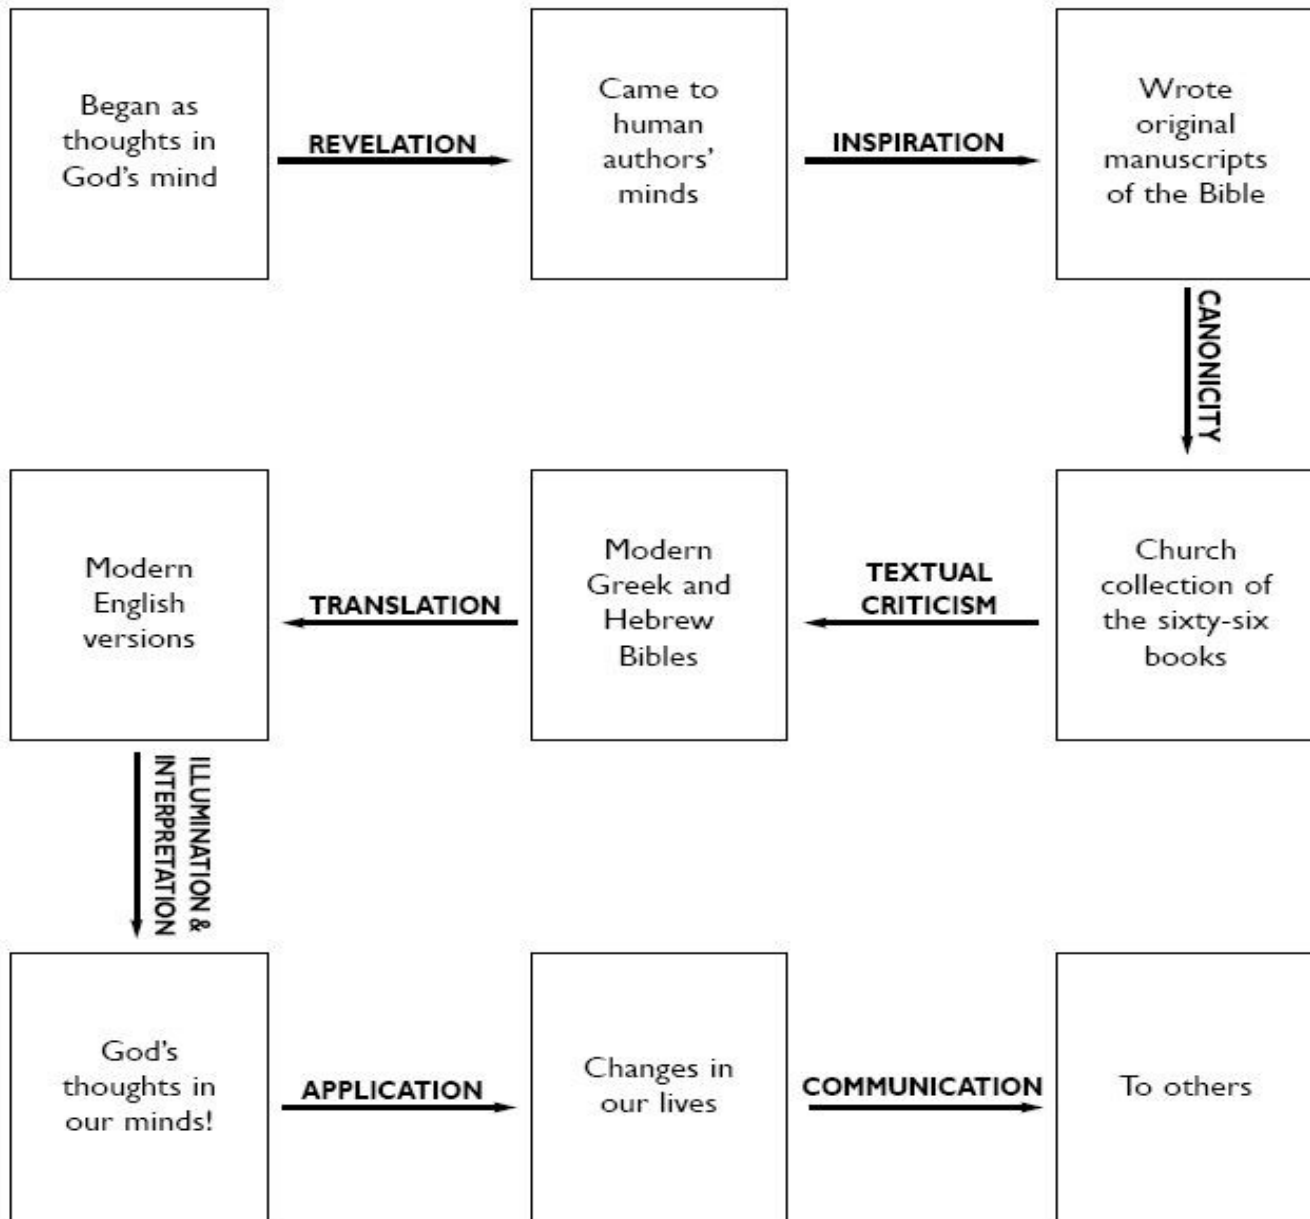 Began as
thoughts in
God's mind
REVELATION
Came to
human
authors'
minds
INSPIRATION
Wrote
original
manuscripts
of the Bible
CANONICITY
Church
collection of
the sixty-six
books
TEXTUAL
CRITICISM
Modern
Greek and
Hebrew
Bibles
TRANSLATION
Modern
English
versions
ILLUMINATION &
INTERPRETATION
God's
thoughts in
our minds!
APPLICATION
Changes in
our lives
COMMUNICATION
To others